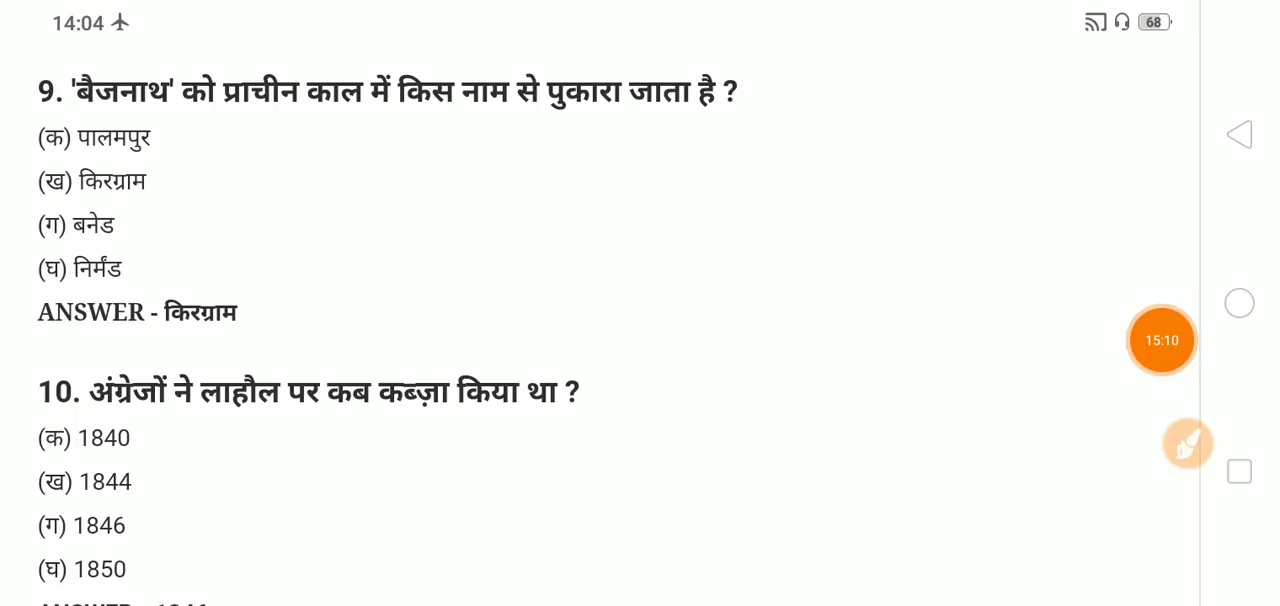 14:04
68
9. 'बैजनाथ' को प्राचीन काल में किस नाम से पुकारा जाता है ?
(क) पालमपुर
(ख) किरग्राम
(ग) बनेड
(घ) निर्मंड
ANSWER - किरग्राम
15:10
10. अंग्रेजों ने लाहौल पर कब कब्ज़ा किया था ?
(क) 1840
(ख) 1844
(ग) 1846
(घ) 1850